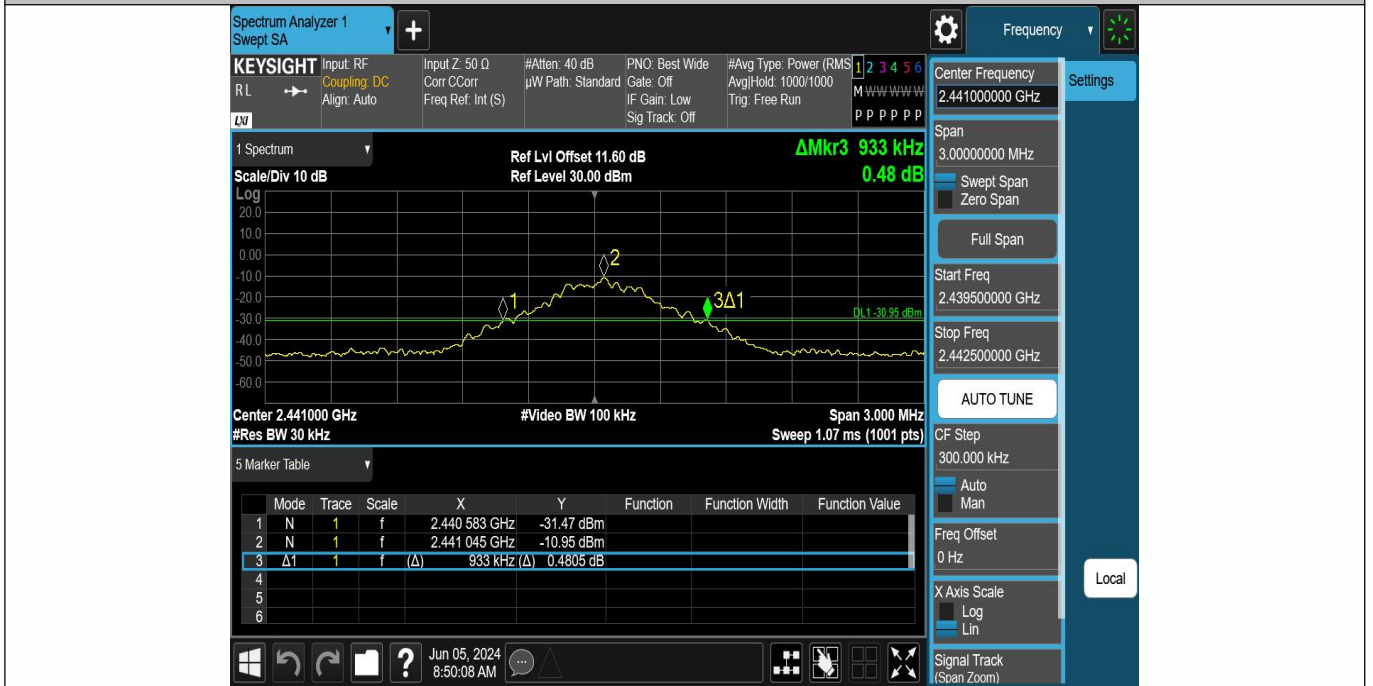 Spectrum Analyzer 1
Swept SA
+
Frequency
KEYSIGHT
RL
LXI
Input: RF
Coupling: DC
Align: Auto
Input Z: 50 Ω
Corr CCorr
Freq Ref: Int (S)
#Atten: 40 dB
µW Path: Standard
PNO: Best Wide
Gate: Off
IF Gain: Low
Sig Track: Off
#Avg Type: Power (RMS
Avg|Hold: 1000/1000
Trig: Free Run
1 2 3 4 5 6
M W W W W W
P P P P P P
1 Spectrum
Scale/Div 10 dB
Ref Lvl Offset 11.60 dB
Ref Level 30.00 dBm
ΔMkr3 933 kHz
0.48 dB
Log
20.0
10.0
0.00
-10.0
-20.0
-30.0
-40.0
-50.0
-60.0
1
2
3Δ1
DL1 -30.95 dBm
Center 2.441000 GHz
#Video BW 100 kHz
Span 3.000 MHz
#Res BW 30 kHz
Sweep 1.07 ms (1001 pts)
5 Marker Table
Mode Trace Scale X Y Function Function Width Function Value
1 N 1 f 2.440 583 GHz -31.47 dBm
2 N 1 f 2.441 045 GHz -10.95 dBm
3 Δ1 1 f (Δ) 933 kHz (Δ) 0.4805 dB
4
5
6
?
Jun 05, 2024
8:50:08 AM
Center Frequency
2.441000000 GHz
Settings
Span
3.00000000 MHz
Swept Span
Zero Span
Full Span
Start Freq
2.439500000 GHz
Stop Freq
2.442500000 GHz
AUTO TUNE
CF Step
300.000 kHz
Auto
Man
Freq Offset
0 Hz
Local
X Axis Scale
Log
Lin
Signal Track
(Span Zoom)